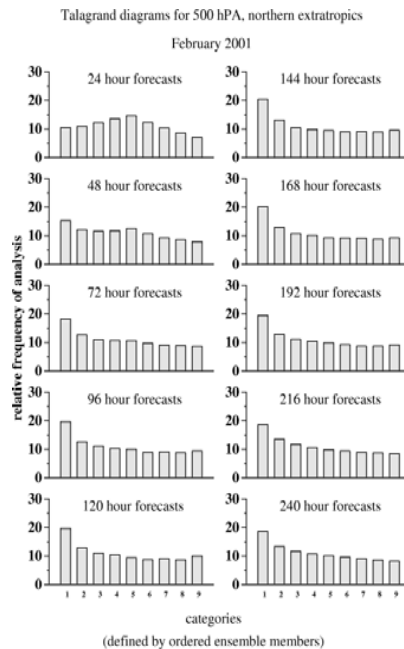 Talagrand diagrams for 500 hPA, northern extratropics
February 2001
relative frequency of analysis
30
20
10
0
24 hour forecasts
30
20
10
0
144 hour forecasts
30
20
10
0
48 hour forecasts
30
20
10
0
168 hour forecasts
30
20
10
0
72 hour forecasts
30
20
10
0
192 hour forecasts
30
20
10
0
96 hour forecasts
30
20
10
0
216 hour forecasts
30
20
10
0
120 hour forecasts
1 2 3 4 5 6 7 8 9
30
20
10
0
240 hour forecasts
1 2 3 4 5 6 7 8 9
categories
(defined by ordered ensemble members)